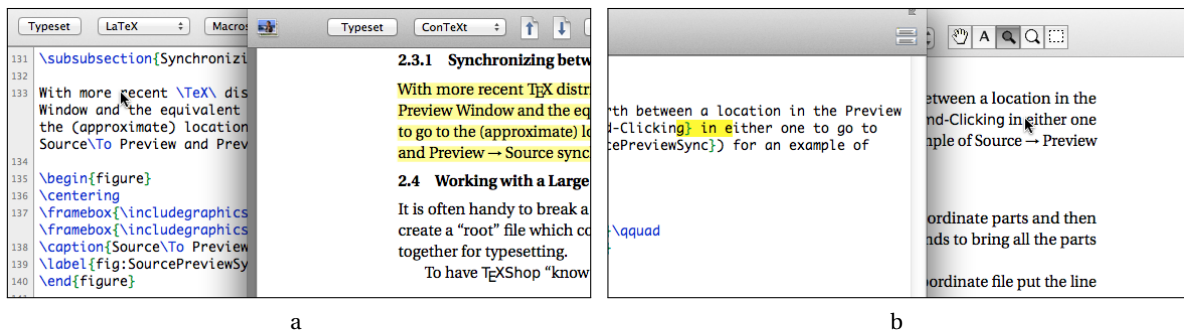 Typeset LaTeX Macros
131 \subsubsection{Synchronizi
132
133 With more recent \TeX\ dis
Window and the equivalent
the (approximate) location
Source\To Preview and Prev
134
135 \begin{figure}
136 \centering
137 \framebox{\includegraphics
\framebox{\includegraphics
138 \caption{Source\To Preview
139 \label{fig:SourcePreviewSy
140 \end{figure}
Typeset ConTeXt
2.3.1 Synchronizing betw
With more recent TEX distr
Preview Window and the eq
to go to the (approximate) lo
and Preview → Source sync
2.4 Working with a Large
It is often handy to break a
create a “root” file which co
together for typesetting.
To have TEXShop “know
a
rth between a location in the Preview
d-Clicking} in either one to go to
cePreviewSync}) for an example of
}\qquad
}
A
etween a location in the
nd-Clicking in either one
mple of Source → Preview
ordinate parts and then
nds to bring all the parts
ordinate file put the line
b